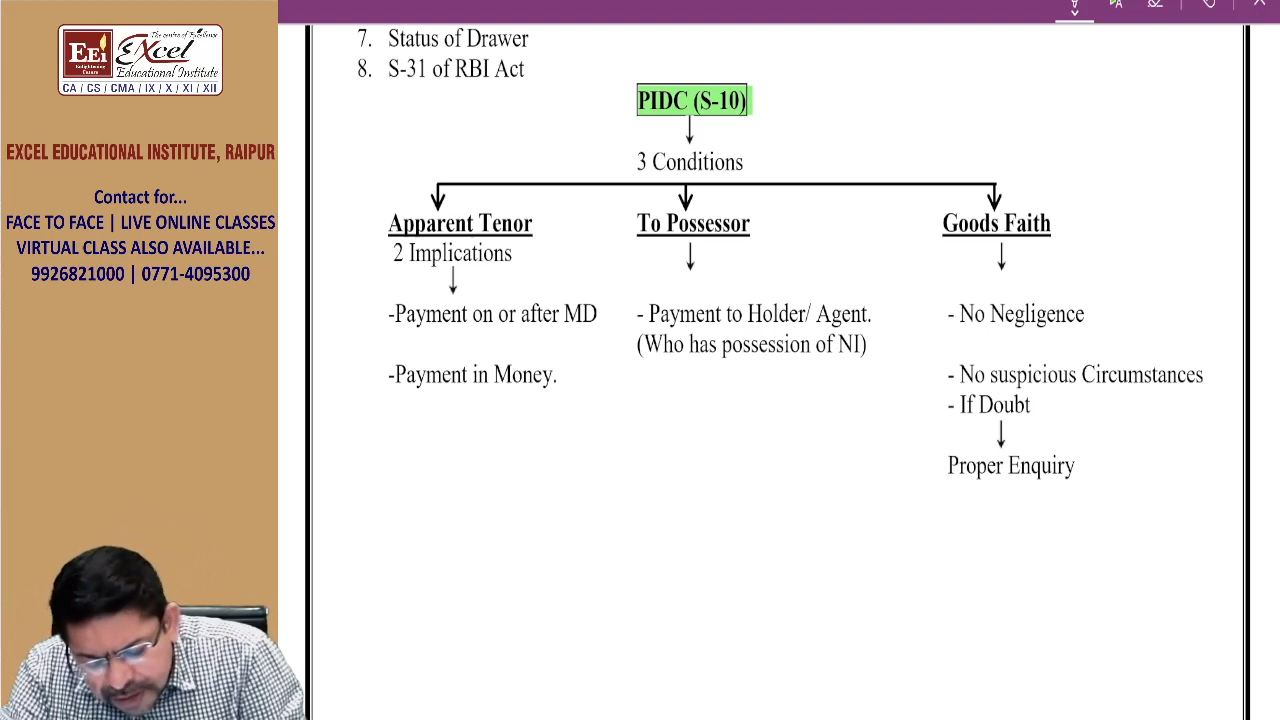 The centre of Excellence
EEi
Enlightening Careers
Excel
Educational Institute
CA / CS / CMA / IX / X / XI / XII
EXCEL EDUCATIONAL INSTITUTE, RAIPUR
Contact for...
FACE TO FACE | LIVE ONLINE CLASSES
VIRTUAL CLASS ALSO AVAILABLE...
9926821000 | 0771-4095300
7. Status of Drawer
8. S-31 of RBI Act
PIDC (S-10)
3 Conditions
Apparent Tenor
2 Implications
-Payment on or after MD
-Payment in Money.
To Possessor
- Payment to Holder/ Agent.
(Who has possession of NI)
Goods Faith
- No Negligence
- No suspicious Circumstances
- If Doubt
Proper Enquiry